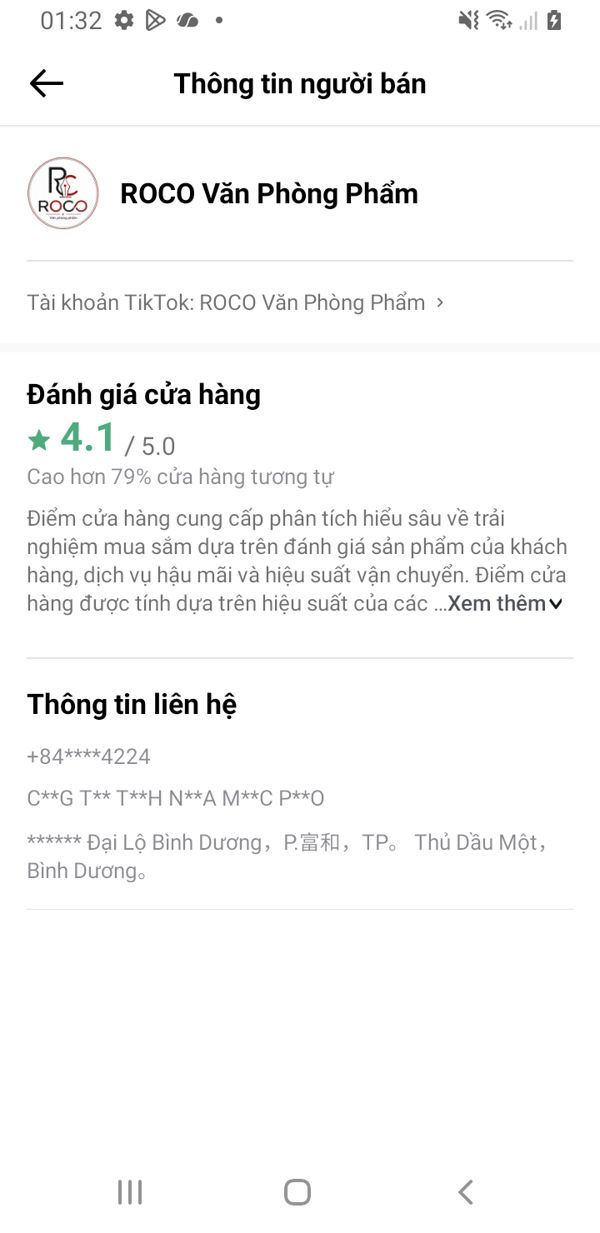 01:32
Thông tin người bán
RC
ROCO
Văn phòng phẩm
ROCO Văn Phòng Phẩm
Tài khoản TikTok: ROCO Văn Phòng Phẩm >
Đánh giá cửa hàng
4.1 / 5.0
Cao hơn 79% cửa hàng tương tự
Điểm cửa hàng cung cấp phân tích hiểu sâu về trải
nghiệm mua sắm dựa trên đánh giá sản phẩm của khách
hàng, dịch vụ hậu mãi và hiệu suất vận chuyển. Điểm cửa
hàng được tính dựa trên hiệu suất của các ...Xem thêm
Thông tin liên hệ
+84****4224
C**G T** T**H N**A M**C P**O
****** Đại Lộ Bình Dương，P.富和，TP。 Thủ Dầu Một，
Bình Dương。